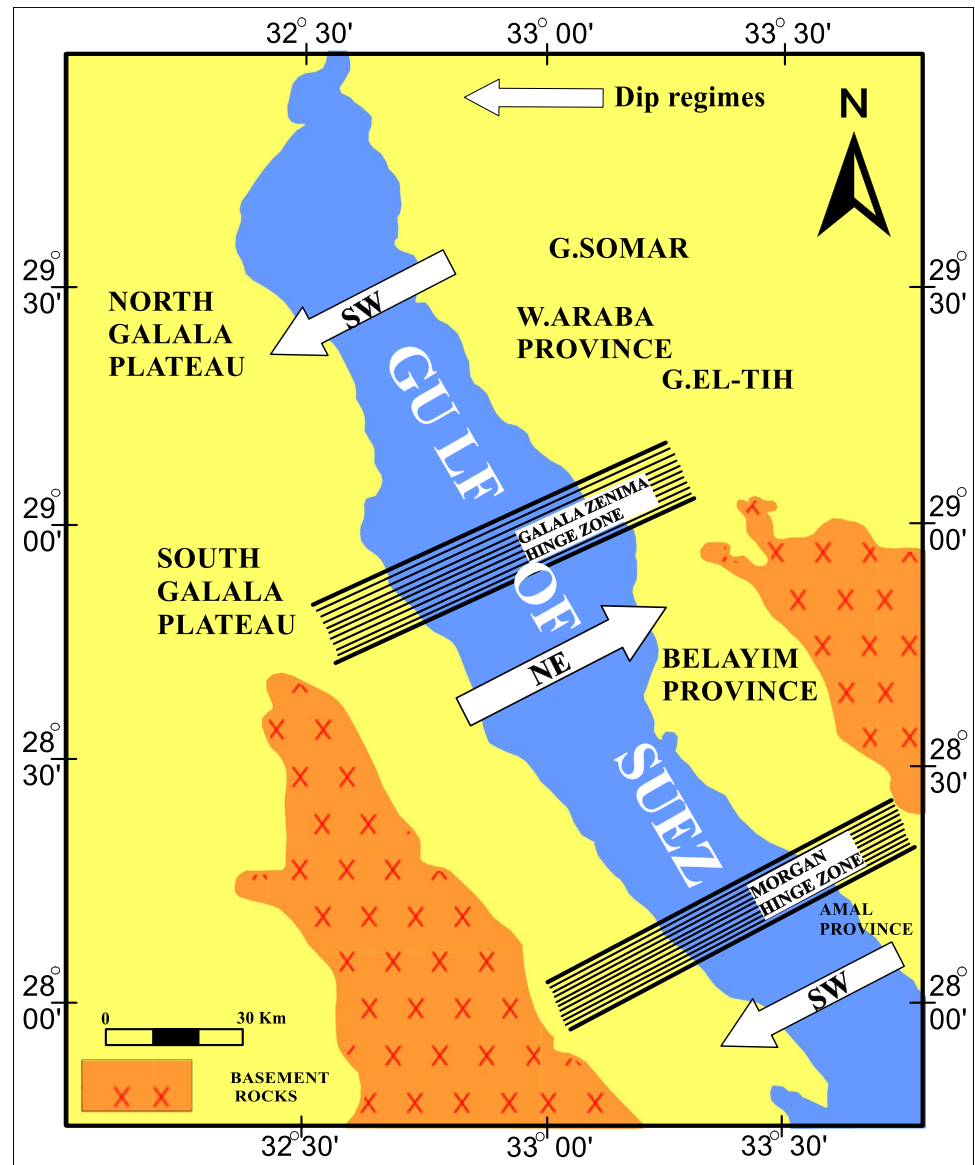 32° 30'
33° 00'
33° 30'
Dip regimes
N
G.SOMAR
29°
30'
29°
30'
SW
NORTH
GALALA
PLATEAU
W.ARABA
PROVINCE
G.EL-TIH
GULF
OF
SUEZ
GALALA ZENIMA
HINGE ZONE
29°
00'
29°
00'
SOUTH
GALALA
PLATEAU
NE
BELAYIM
PROVINCE
28°
30'
28°
30'
MORGAN
HINGE ZONE
AMAL
PROVINCE
SW
28°
00'
28°
00'
0
30 Km
BASEMENT
ROCKS
32°30'
33° 00'
33° 30'